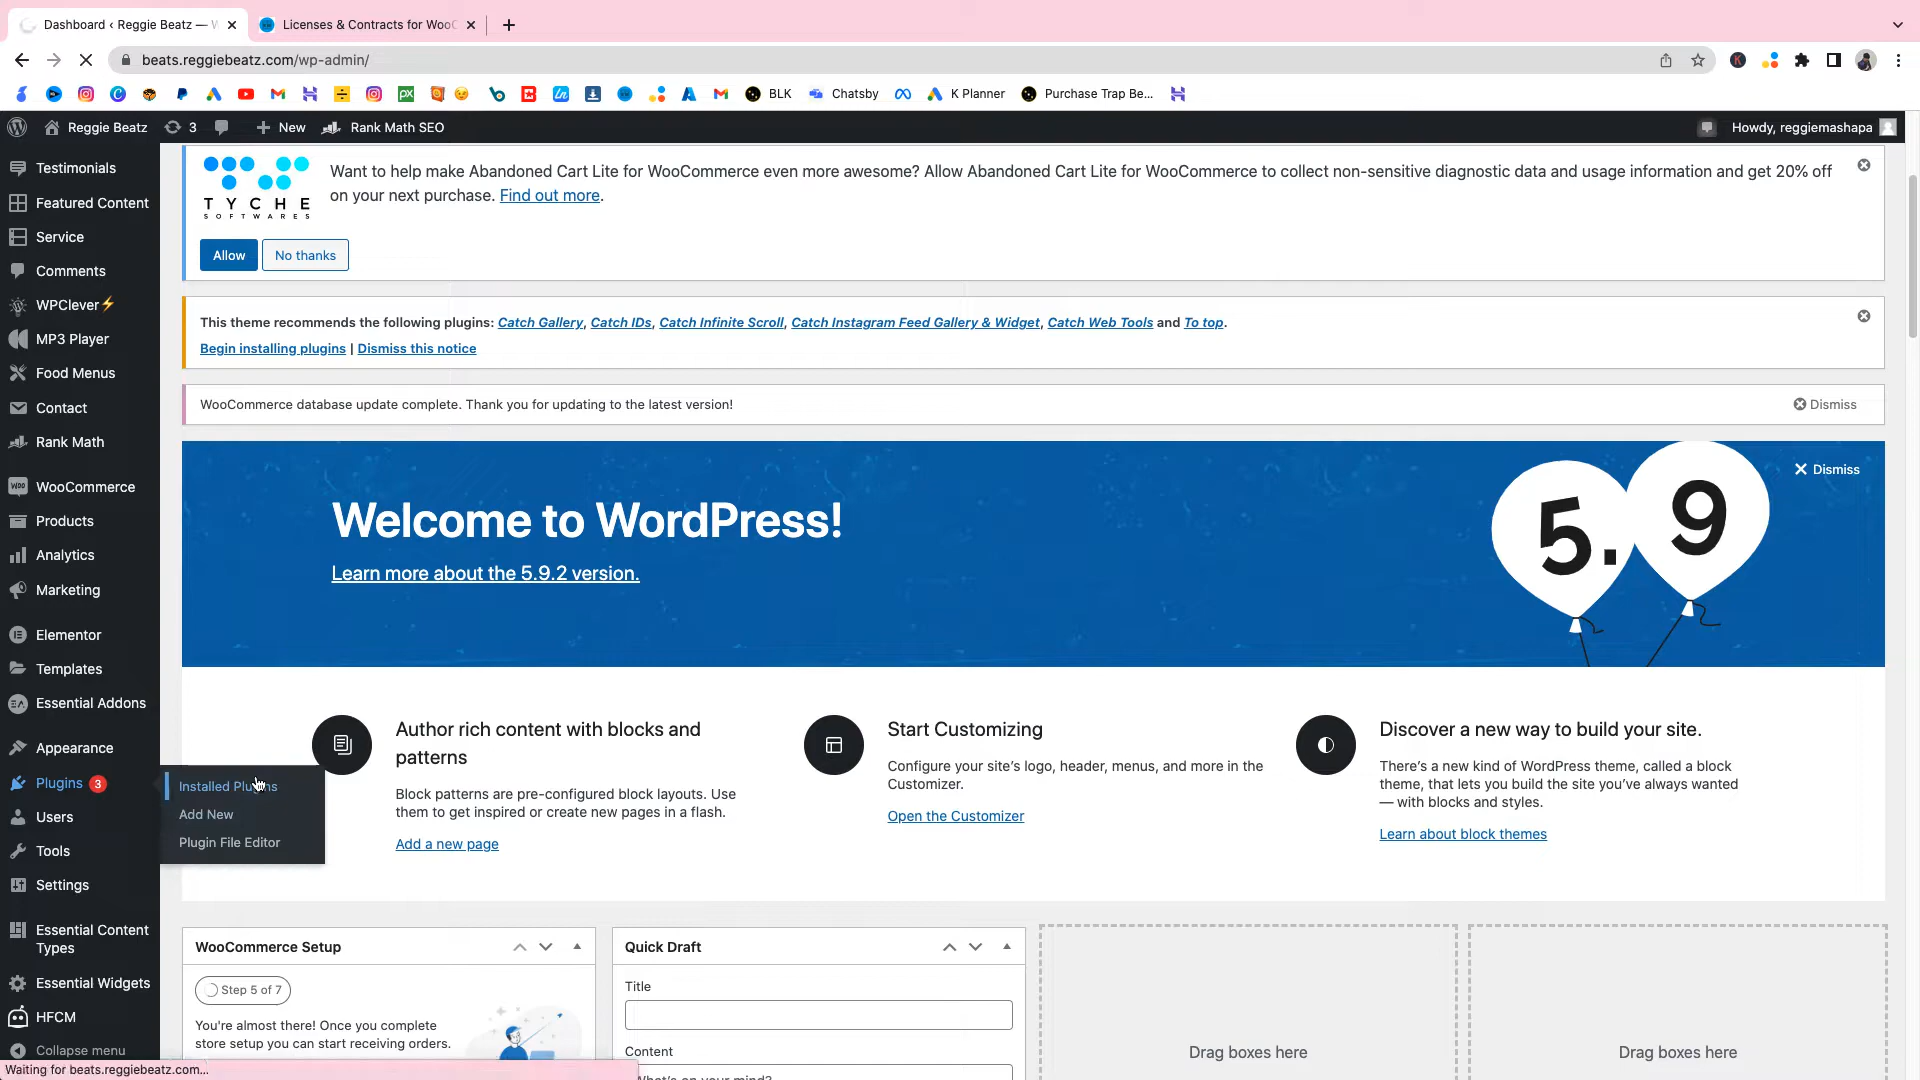 Dashboard ‹ Reggie Beatz — W
Licenses & Contracts for WooC
beats.reggiebeatz.com/wp-admin/
BLK
Chatsby
K Planner
Purchase Trap Be...
Reggie Beatz
3
New
Rank Math SEO
Howdy, reggiemashapa
Testimonials
Featured Content
Service
Comments
WPClever⚡
MP3 Player
Food Menus
Contact
Rank Math
WooCommerce
Products
Analytics
Marketing
Elementor
Templates
Essential Addons
Appearance
Plugins 3
Installed Plugins
Add New
Plugin File Editor
Users
Tools
Settings
Essential Content
Types
Essential Widgets
HFCM
Collapse menu
Waiting for beats.reggiebeatz.com...
TYCHE
SOFTWARES
Want to help make Abandoned Cart Lite for WooCommerce even more awesome? Allow Abandoned Cart Lite for WooCommerce to collect non-sensitive diagnostic data and usage information and get 20% off
on your next purchase. Find out more.
Allow
No thanks
This theme recommends the following plugins: Catch Gallery, Catch IDs, Catch Infinite Scroll, Catch Instagram Feed Gallery & Widget, Catch Web Tools and To top.
Begin installing plugins | Dismiss this notice
WooCommerce database update complete. Thank you for updating to the latest version!
Dismiss
Welcome to WordPress!
Learn more about the 5.9.2 version.
5.9
Dismiss
Author rich content with blocks and
patterns
Block patterns are pre-configured block layouts. Use
them to get inspired or create new pages in a flash.
Add a new page
Start Customizing
Configure your site's logo, header, menus, and more in the
Customizer.
Open the Customizer
Discover a new way to build your site.
There's a new kind of WordPress theme, called a block
theme, that lets you build the site you've always wanted
— with blocks and styles.
Learn about block themes
WooCommerce Setup
Step 5 of 7
You're almost there! Once you complete
store setup you can start receiving orders.
Quick Draft
Title
Content
What's on your mind?
Drag boxes here
Drag boxes here